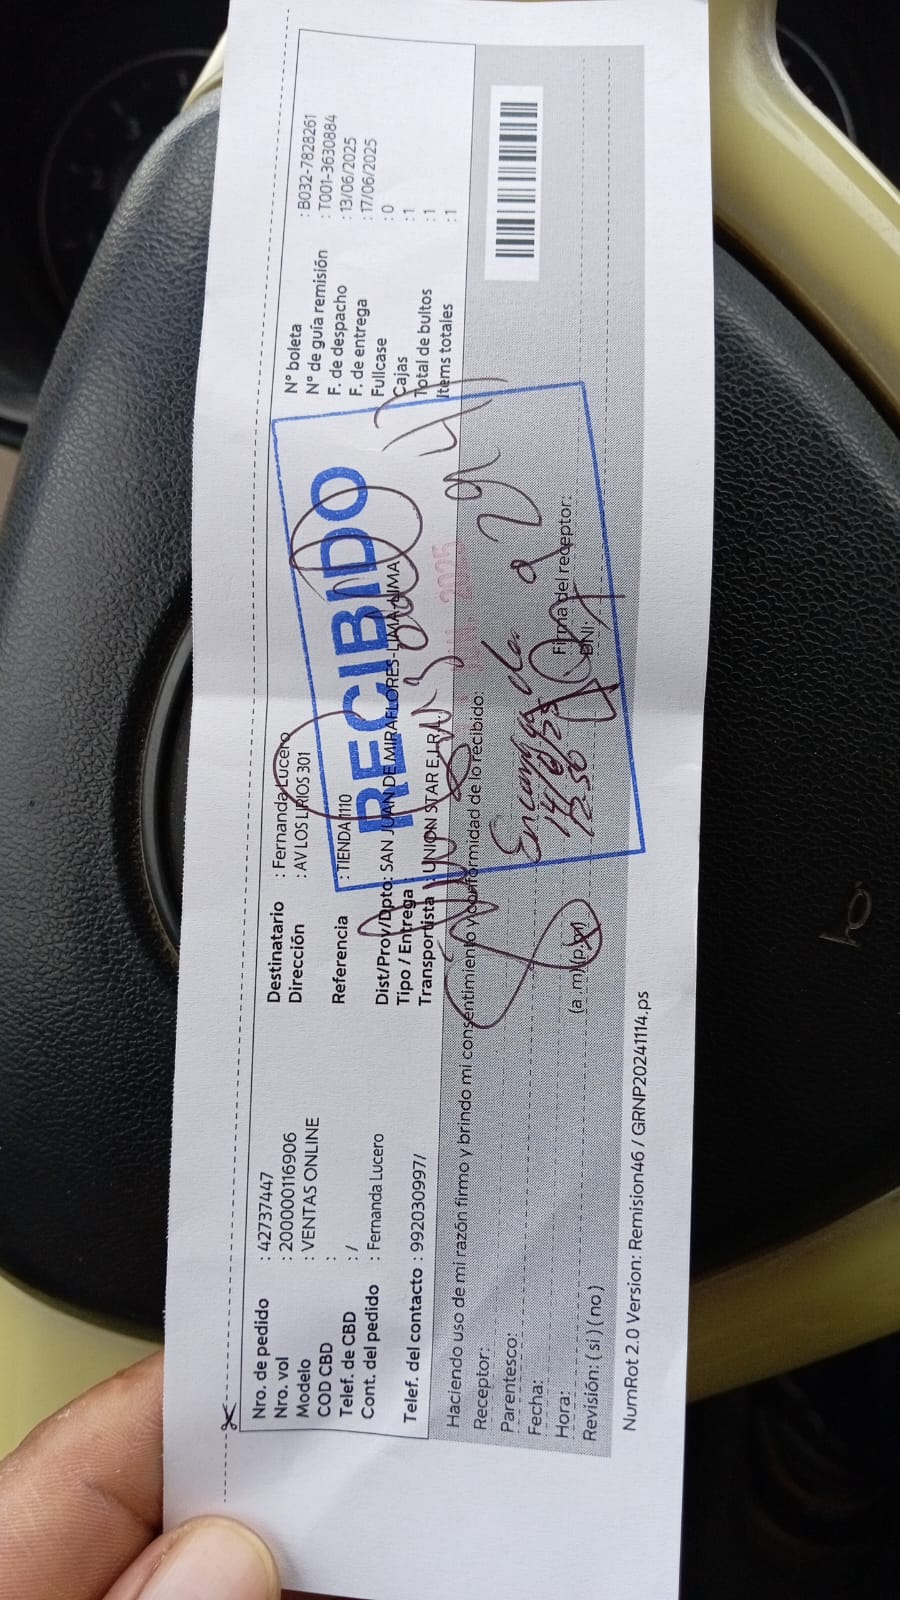 Nro. de pedido : 42737447
Nro. vol : 200000116906
Modelo : VENTAS ONLINE
COD CBD :
Telef. de CBD : /
Cont. del pedido : Fernanda Lucero
Telef. del contacto : 992030997/
Destinatario : Fernanda Lucero
Dirección : AV LOS LIRIOS 301
Referencia : TIENDA 1110
Dist/Prov/Dpto: SAN JUAN DE MIRAFLORES-LIMA-LIMA
Tipo / Entrega :
Transportista : UNION STAR E.I.R.L.
N° boleta : B032-7828261
N° de guía remisión : T001-3630884
F. de despacho : 13/06/2025
F. de entrega : 17/06/2025
Fullcase : 0
Cajas : 1
Total de bultos : 1
Items totales : 1
RECIBIDO
2025
Haciendo uso de mi razón firmo y brindo mi consentimiento y conformidad de lo recibido:
Receptor:
Parentesco:
Fecha:
Hora: (a .m) (p.m)
Revisión: ( si ) ( no )
Firma del receptor:
DNI:
NumRot 2.0 Version: Remision46 / GRNP20241114.ps